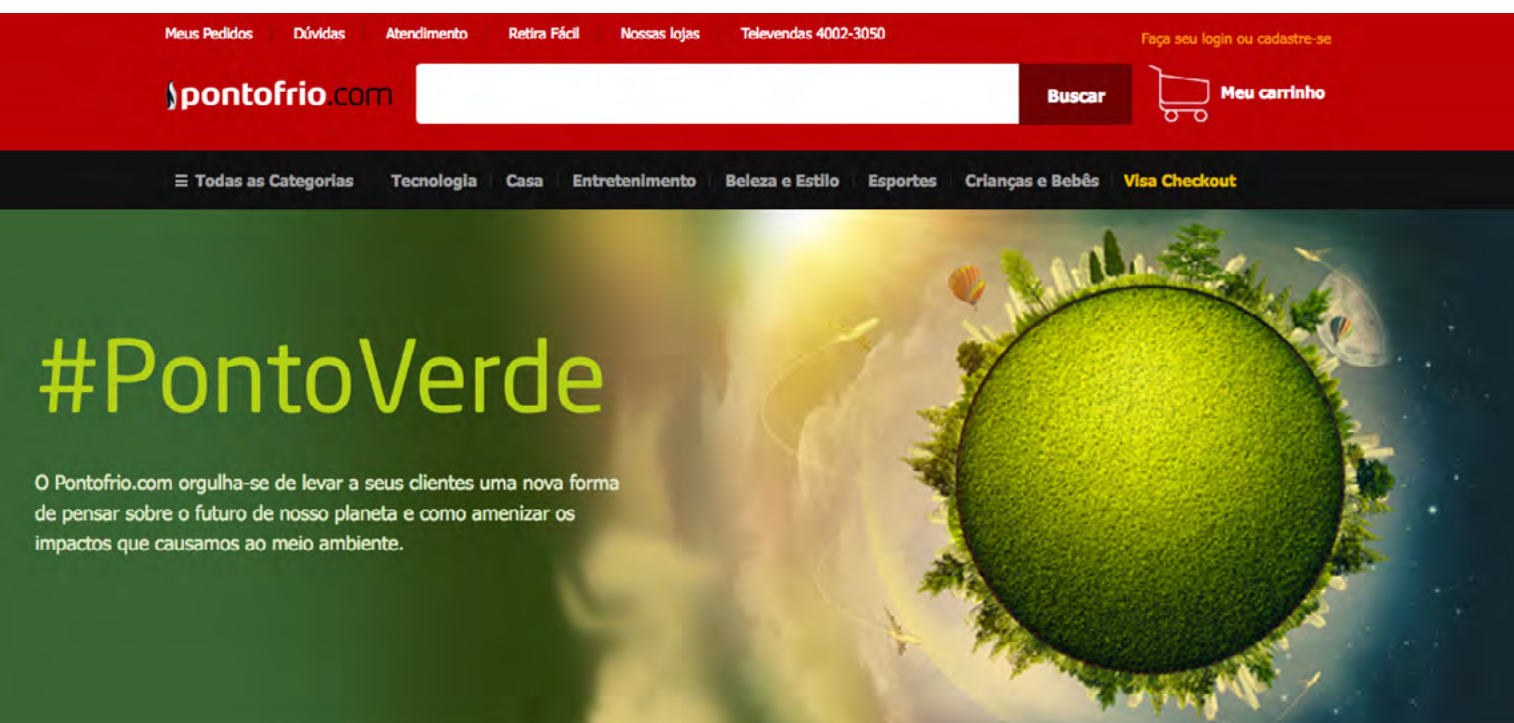 Meus Pedidos Dúvidas Atendimento Retira Fácil Nossas lojas Televendas 4002-3050
Faça seu login ou cadastre-se
pontofrio.com Buscar Meu carrinho
Todas as Categorias Tecnologia Casa Entretenimento Beleza e Estilo Esportes Crianças e Bebês Visa Checkout
#PontoVerde
O Pontofrio.com orgulha-se de levar a seus clientes uma nova forma
de pensar sobre o futuro de nosso planeta e como amenizar os
impactos que causamos ao meio ambiente.